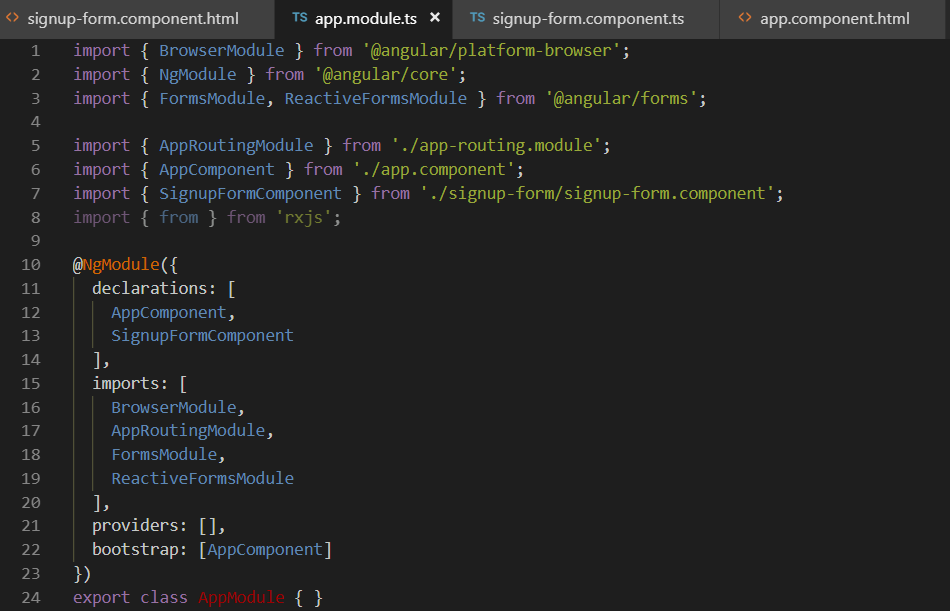 <> signup-form.component.html TS app.module.ts × TS signup-form.component.ts <> app.component.html
1 import { BrowserModule } from '@angular/platform-browser';
2 import { NgModule } from '@angular/core';
3 import { FormsModule, ReactiveFormsModule } from '@angular/forms';
4
5 import { AppRoutingModule } from './app-routing.module';
6 import { AppComponent } from './app.component';
7 import { SignupFormComponent } from './signup-form/signup-form.component';
8 import { from } from 'rxjs';
9
10 @NgModule({
11   declarations: [
12     AppComponent,
13     SignupFormComponent
14   ],
15   imports: [
16     BrowserModule,
17     AppRoutingModule,
18     FormsModule,
19     ReactiveFormsModule
20   ],
21   providers: [],
22   bootstrap: [AppComponent]
23 })
24 export class AppModule { }